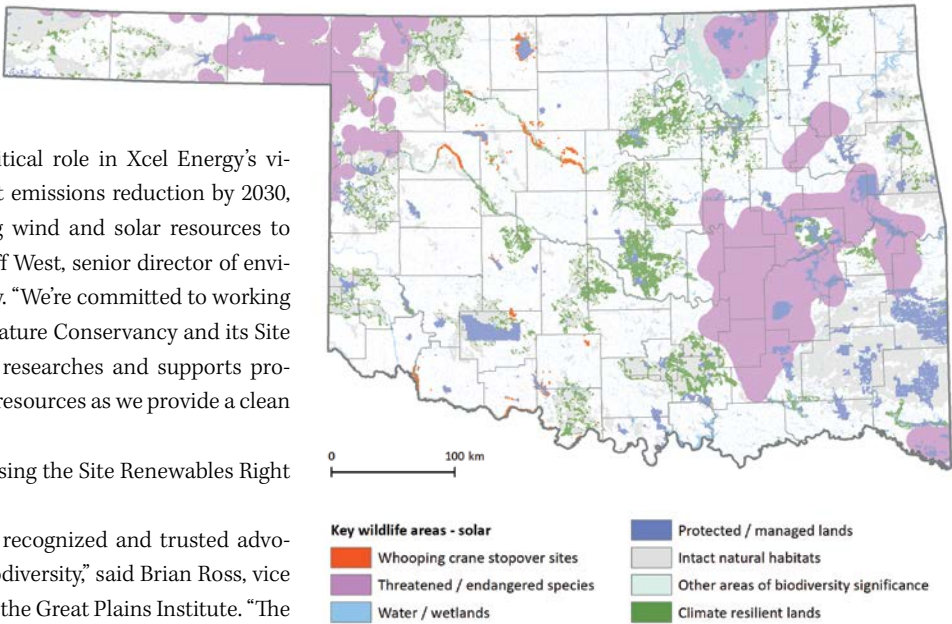 itical role in Xcel Energy's vi-
t emissions reduction by 2030,
g wind and solar resources to
ff West, senior director of envi-
y. “We're committed to working
ature Conservancy and its Site
researches and supports pro-
resources as we provide a clean
sing the Site Renewables Right
recognized and trusted advo-
odiversity,” said Brian Ross, vice
the Great Plains Institute. “The
0 100 km
Key wildlife areas - solar
Whooping crane stopover sites
Threatened / endangered species
Water / wetlands
Protected / managed lands
Intact natural habitats
Other areas of biodiversity significance
Climate resilient lands